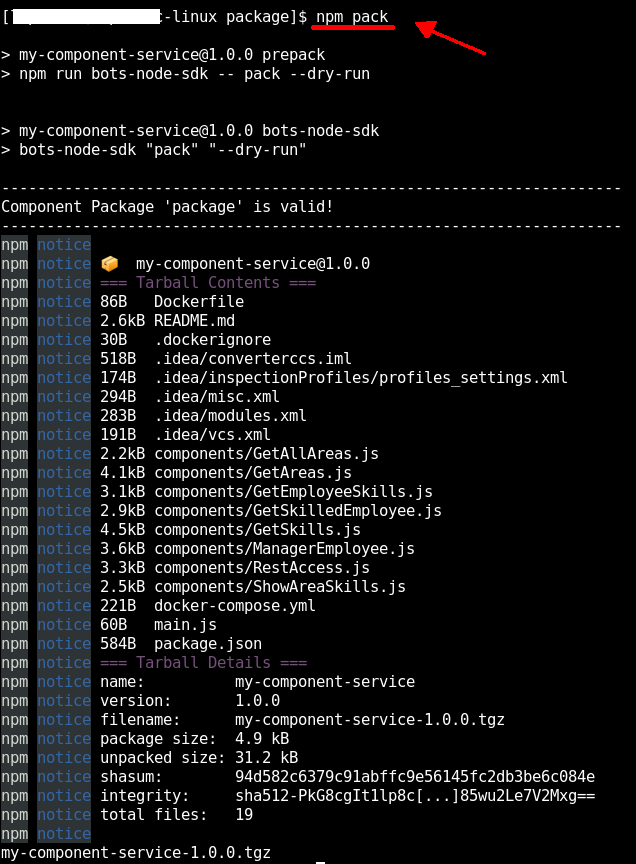 [ -linux package]$ npm pack
> my-component-service@1.0.0 prepack
> npm run bots-node-sdk -- pack --dry-run
> my-component-service@1.0.0 bots-node-sdk
> bots-node-sdk "pack" "--dry-run"
---------------------------------------------------------------------
Component Package 'package' is valid!
---------------------------------------------------------------------
npm notice
npm notice 📦  my-component-service@1.0.0
npm notice === Tarball Contents ===
npm notice 86B   Dockerfile
npm notice 2.6kB README.md
npm notice 30B   .dockerignore
npm notice 518B  .idea/converterccs.iml
npm notice 174B  .idea/inspectionProfiles/profiles_settings.xml
npm notice 294B  .idea/misc.xml
npm notice 283B  .idea/modules.xml
npm notice 191B  .idea/vcs.xml
npm notice 2.2kB components/GetAllAreas.js
npm notice 4.1kB components/GetAreas.js
npm notice 3.1kB components/GetEmployeeSkills.js
npm notice 2.9kB components/GetSkilledEmployee.js
npm notice 4.5kB components/GetSkills.js
npm notice 3.6kB components/ManagerEmployee.js
npm notice 3.3kB components/RestAccess.js
npm notice 2.5kB components/ShowAreaSkills.js
npm notice 221B  docker-compose.yml
npm notice 60B   main.js
npm notice 584B  package.json
npm notice === Tarball Details ===
npm notice name:          my-component-service
npm notice version:       1.0.0
npm notice filename:      my-component-service-1.0.0.tgz
npm notice package size:  4.9 kB
npm notice unpacked size: 31.2 kB
npm notice shasum:        94d582c6379c91abffc9e56145fc2db3be6c084e
npm notice integrity:     sha512-PkG8cgIt1lp8c[...]85wu2Le7V2Mxg==
npm notice total files:   19
npm notice
my-component-service-1.0.0.tgz